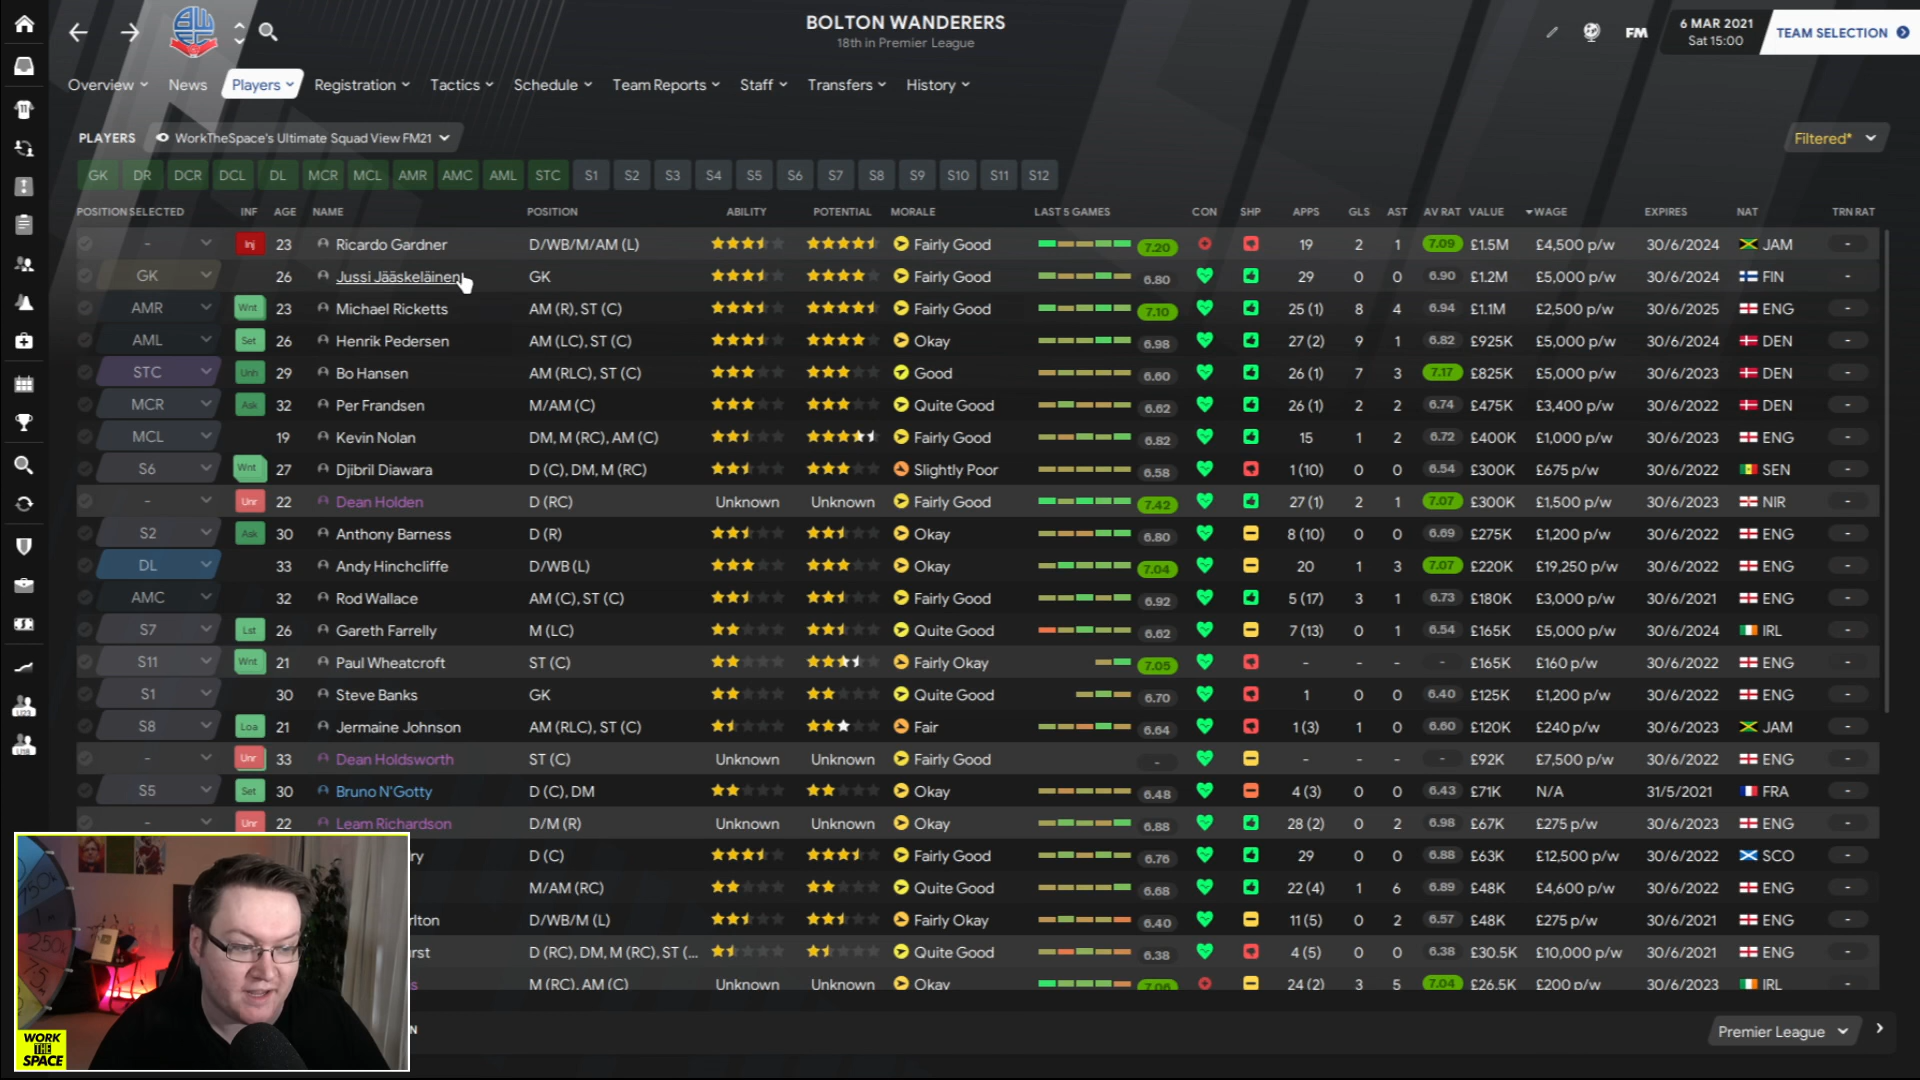 BOLTON WANDERERS
18th in Premier League
FM
6 MAR 2021
Sat 15:00
TEAM SELECTION
Overview News Players Registration Tactics Schedule Team Reports Staff Transfers History
PLAYERS WorkTheSpace's Ultimate Squad View FM21 Filtered*
GK DR DCR DCL DL MCR MCL AMR AMC AML STC S1 S2 S3 S4 S5 S6 S7 S8 S9 S10 S11 S12
POSITION SELECTED INF AGE NAME POSITION ABILITY POTENTIAL MORALE LAST 5 GAMES CON SHP APPS GLS AST AV RAT VALUE WAGE EXPIRES NAT TRN RAT
- Inj 23 Ricardo Gardner D/WB/M/AM (L) Fairly Good 7.20 19 2 1 7.09 £1.5M £4,500 p/w 30/6/2024 JAM -
GK 26 Jussi Jääskeläinen GK Fairly Good 6.80 29 0 0 6.90 £1.2M £5,000 p/w 30/6/2024 FIN -
AMR Wnt 23 Michael Ricketts AM (R), ST (C) Fairly Good 7.10 25 (1) 8 4 6.94 £1.1M £2,500 p/w 30/6/2025 ENG -
AML Set 26 Henrik Pedersen AM (LC), ST (C) Okay 6.98 27 (2) 9 1 6.82 £925K £5,000 p/w 30/6/2024 DEN -
STC Unh 29 Bo Hansen AM (RLC), ST (C) Good 6.60 26 (1) 7 3 7.17 £825K £5,000 p/w 30/6/2023 DEN -
MCR Ask 32 Per Frandsen M/AM (C) Quite Good 6.62 26 (1) 2 2 6.74 £475K £3,400 p/w 30/6/2022 DEN -
MCL 19 Kevin Nolan DM, M (RC), AM (C) Fairly Good 6.82 15 1 2 6.72 £400K £1,000 p/w 30/6/2023 ENG -
S6 Wnt 27 Djibril Diawara D (C), DM, M (RC) Slightly Poor 6.58 1 (10) 0 0 6.54 £300K £675 p/w 30/6/2022 SEN -
- Unr 22 Dean Holden D (RC) Unknown Unknown Fairly Good 7.42 27 (1) 2 1 7.07 £300K £1,500 p/w 30/6/2023 NIR -
S2 Ask 30 Anthony Barness D (R) Okay 6.80 8 (10) 0 0 6.69 £275K £1,200 p/w 30/6/2022 ENG -
DL 33 Andy Hinchcliffe D/WB (L) Okay 7.04 20 1 3 7.07 £220K £19,250 p/w 30/6/2022 ENG -
AMC 32 Rod Wallace AM (C), ST (C) Fairly Good 6.92 5 (17) 3 1 6.73 £180K £3,000 p/w 30/6/2021 ENG -
S7 Lst 26 Gareth Farrelly M (LC) Quite Good 6.62 7 (13) 0 1 6.54 £165K £5,000 p/w 30/6/2024 IRL -
S11 Wnt 21 Paul Wheatcroft ST (C) Fairly Okay 7.05 - - - - £165K £160 p/w 30/6/2022 ENG -
S1 30 Steve Banks GK Quite Good 6.70 1 0 0 6.40 £125K £1,200 p/w 30/6/2022 ENG -
S8 Loa 21 Jermaine Johnson AM (RLC), ST (C) Fair 6.64 1 (3) 1 0 6.60 £120K £240 p/w 30/6/2023 JAM -
- Unr 33 Dean Holdsworth ST (C) Unknown Unknown Fairly Good - - - - - £92K £7,500 p/w 30/6/2022 ENG -
S5 Set 30 Bruno N'Gotty D (C), DM Okay 6.48 4 (3) 0 0 6.43 £71K N/A 31/5/2021 FRA -
- Unr 22 Leam Richardson D/M (R) Unknown Unknown Okay 6.88 28 (2) 0 2 6.98 £67K £275 p/w 30/6/2023 ENG -
ry D (C) Fairly Good 6.76 29 0 0 6.88 £63K £12,500 p/w 30/6/2022 SCO -
M/AM (RC) Quite Good 6.68 22 (4) 1 6 6.89 £48K £4,600 p/w 30/6/2022 ENG -
rlton D/WB/M (L) Fairly Okay 6.40 11 (5) 0 2 6.57 £48K £275 p/w 30/6/2021 ENG -
rst D (RC), DM, M (RC), ST (... Quite Good 6.38 4 (5) 0 0 6.38 £30.5K £10,000 p/w 30/6/2021 ENG -
s M (RC), AM (C) Unknown Unknown Okay 7.06 24 (2) 3 5 7.04 £26.5K £200 p/w 30/6/2023 IRL -
N
Premier League
WORK
THE
SPACE